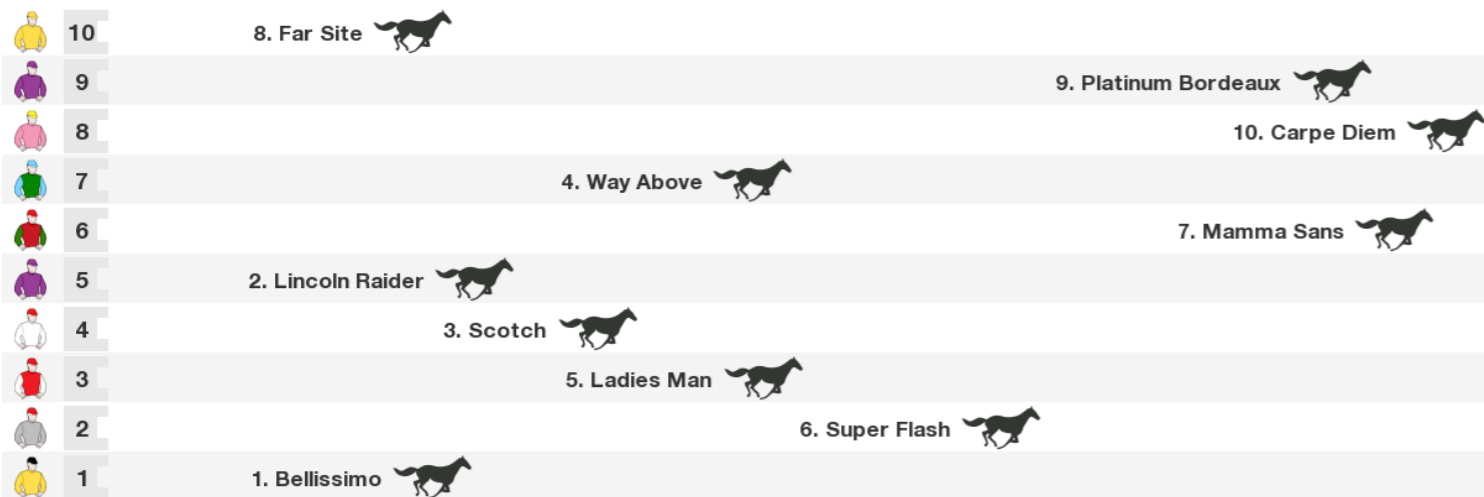 10 8. Far Site
9 9. Platinum Bordeaux
8 10. Carpe Diem
7 4. Way Above
6 7. Mamma Sans
5 2. Lincoln Raider
4 3. Scotch
3 5. Ladies Man
2 6. Super Flash
1 1. Bellissimo